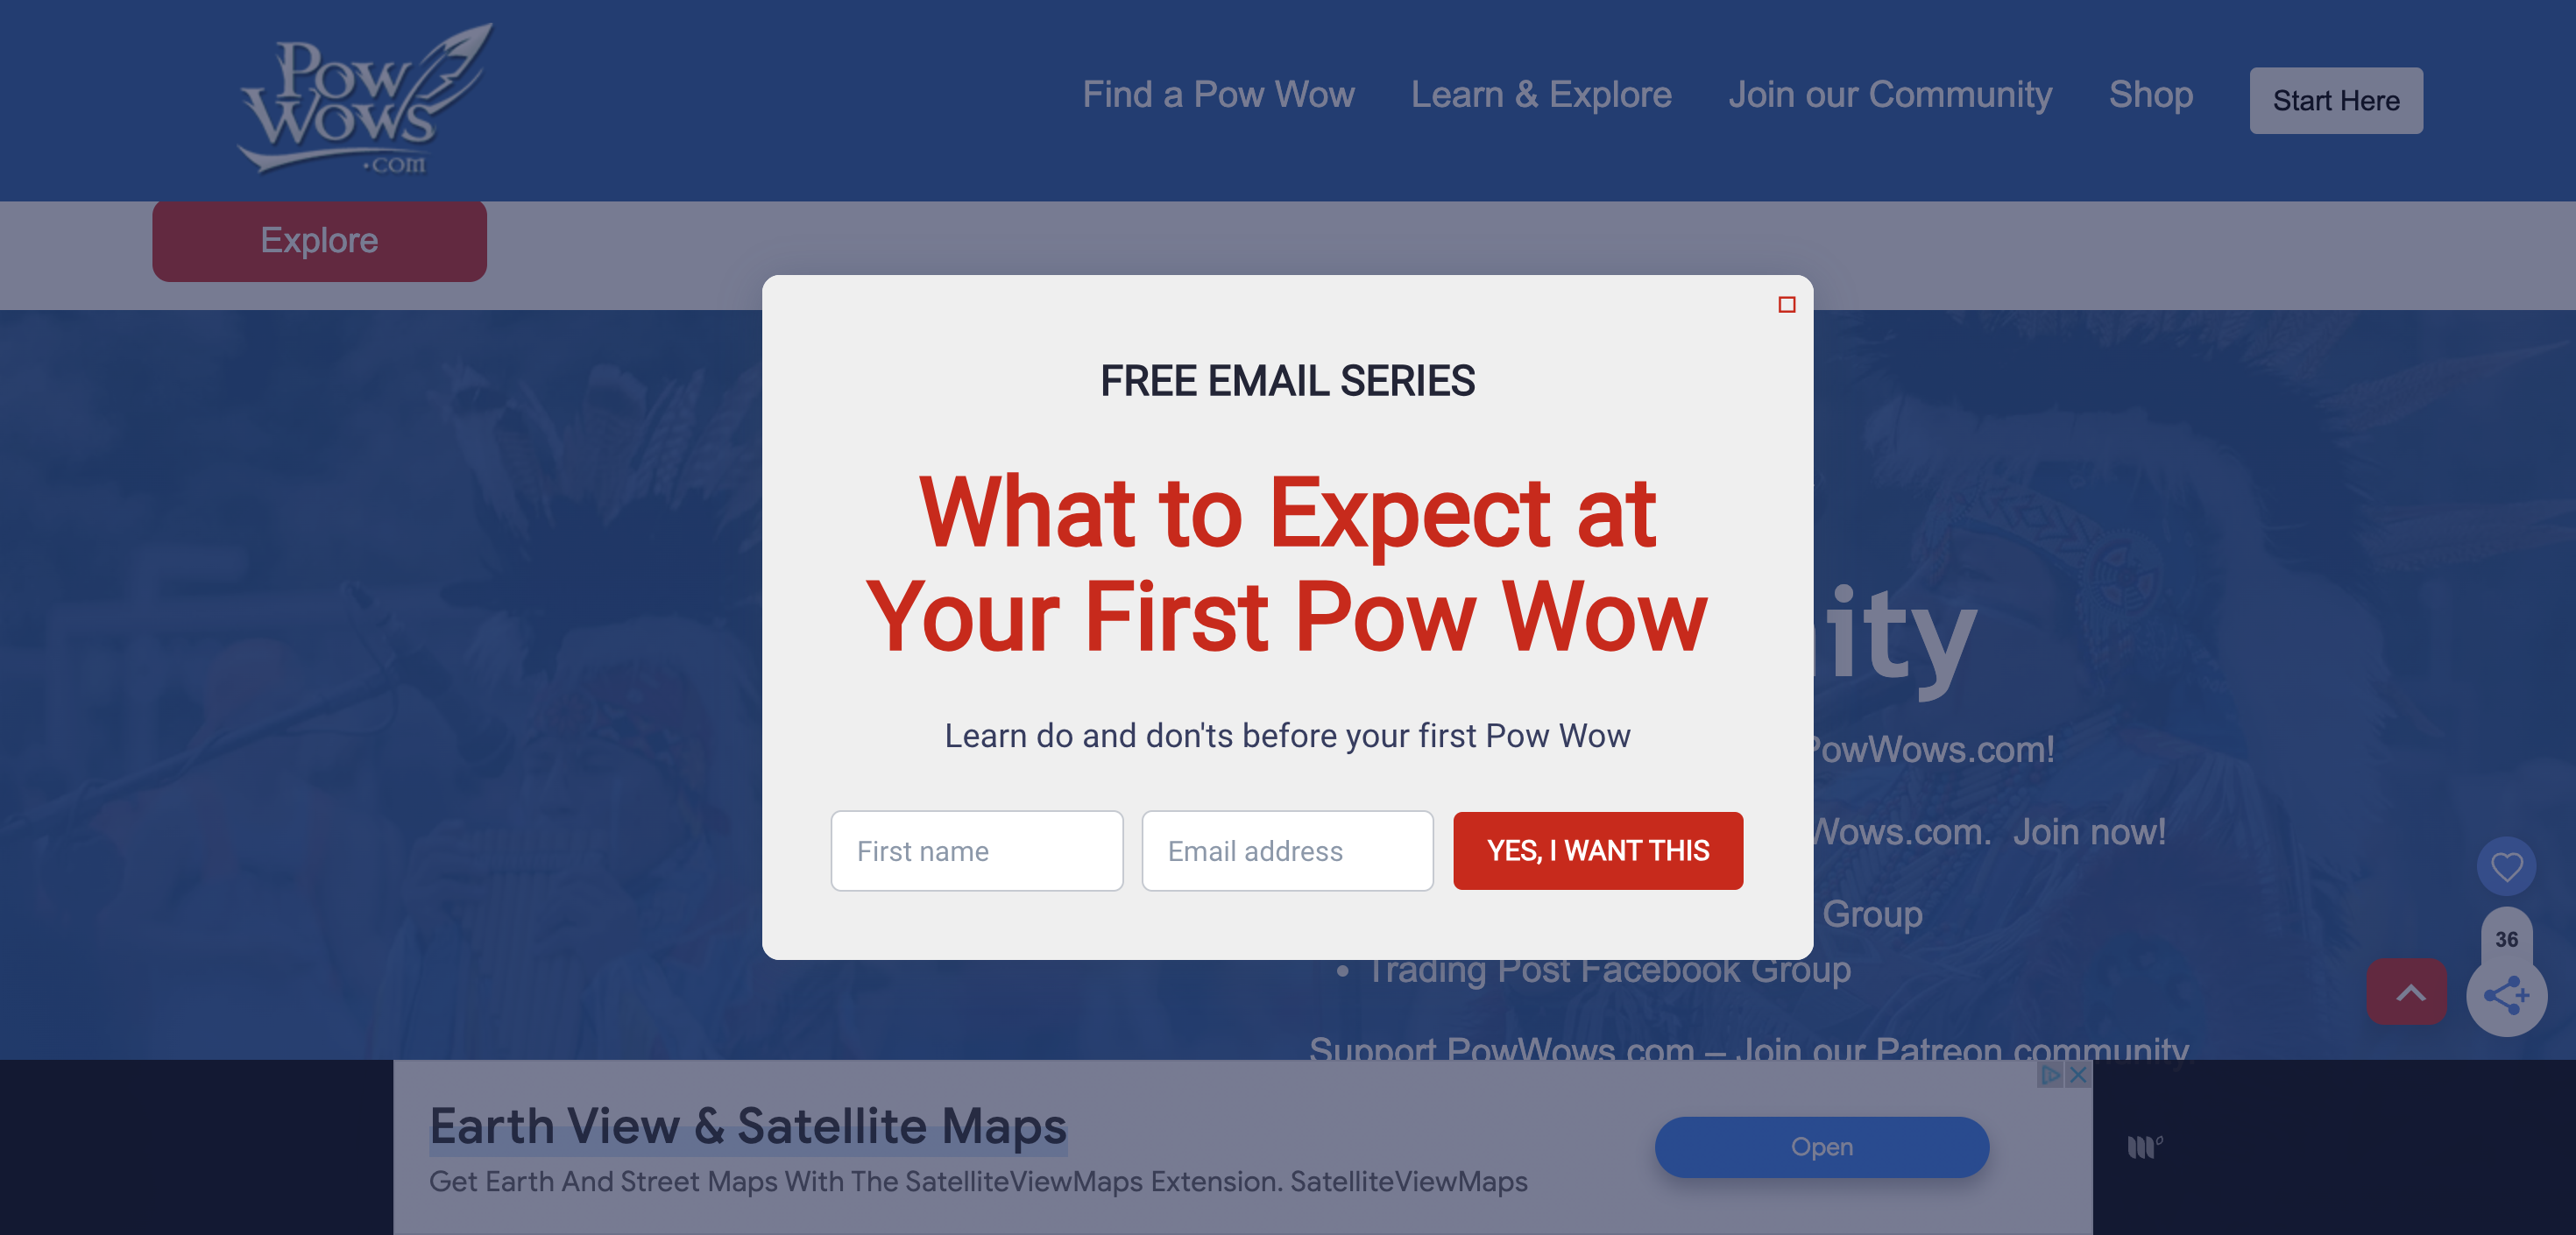 Pow
Wows
.com
Find a Pow Wow
Learn & Explore
Join our Community
Shop
Start Here
Explore
FREE EMAIL SERIES
What to Expect at
Your First Pow Wow
Learn do and don'ts before your first Pow Wow
First name
Email address
YES, I WANT THIS
ity
PowWows.com!
Wows.com. Join now!
Group
• Trading Post Facebook Group
Support PowWows.com – Join our Patreon community.
36
Earth View & Satellite Maps
Get Earth And Street Maps With The SatelliteViewMaps Extension. SatelliteViewMaps
Open